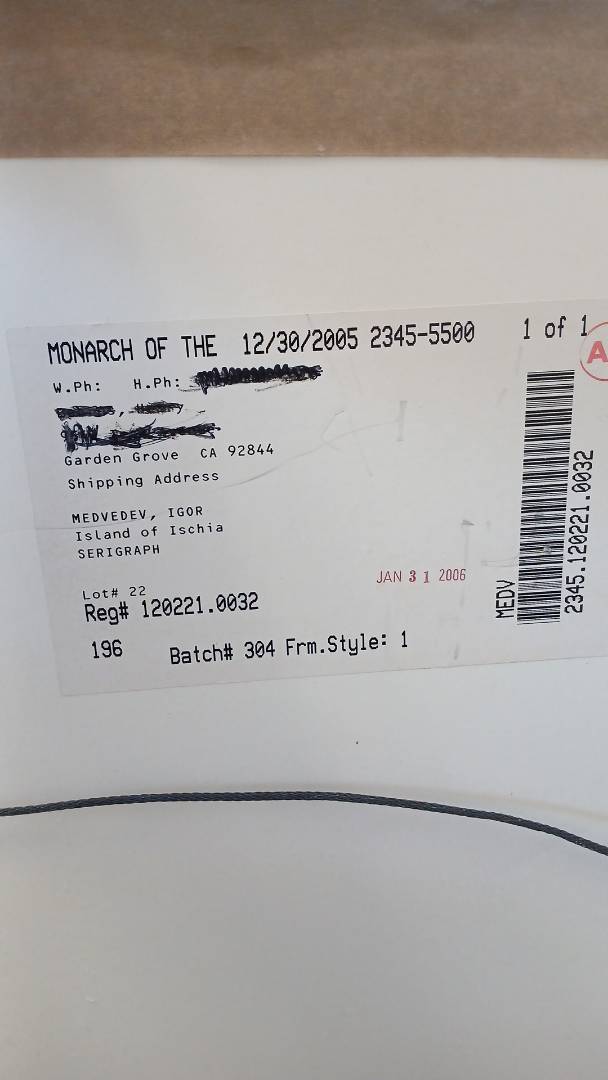 MONARCH OF THE 12/30/2005 2345-5500 1 of 1
A
W.Ph: H.Ph:
Garden Grove CA 92844
Shipping Address
MEDVEDEV, IGOR
Island of Ischia
SERIGRAPH
JAN 31 2006
Lot# 22
Reg# 120221.0032
196 Batch# 304 Frm.Style: 1
MEDV
2345.120221.0032